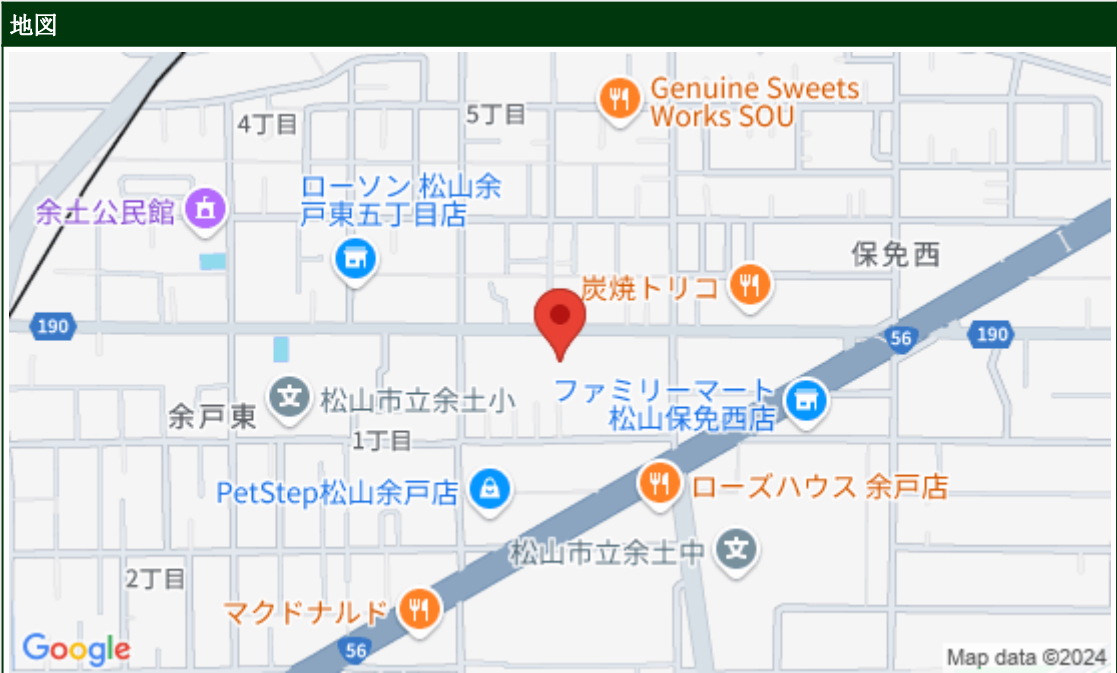 地図
Genuine Sweets
Works SOU
4丁目
5丁目
ローソン 松山余
戸東五丁目店
余土公民館
保免西
炭焼トリコ
190
56
190
ファミリーマート
松山保免西店
松山市立余土小
余戸東
1丁目
PetStep松山余戸店
ローズハウス 余戸店
松山市立余土中
2丁目
マクドナルド
56
Google
Map data ©2024